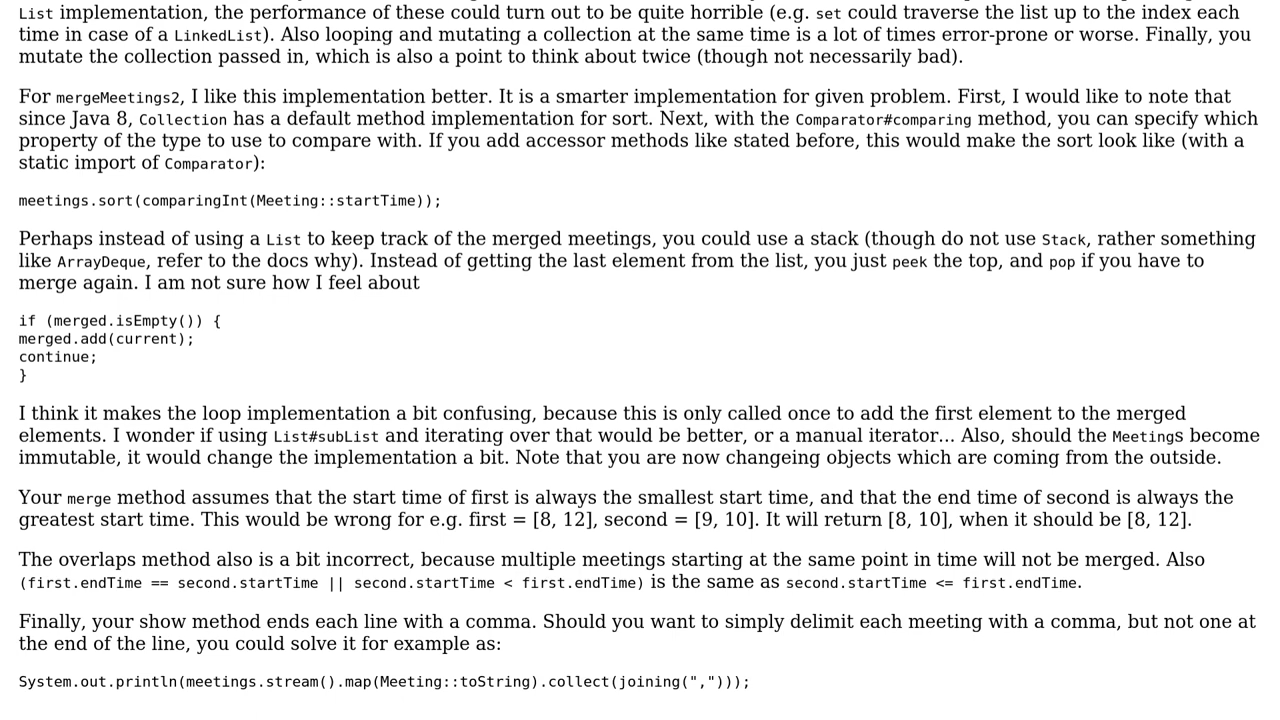 List implementation, the performance of these could turn out to be quite horrible (e.g. set could traverse the list up to the index each
time in case of a LinkedList). Also looping and mutating a collection at the same time is a lot of times error-prone or worse. Finally, you
mutate the collection passed in, which is also a point to think about twice (though not necessarily bad).
For mergeMeetings2, I like this implementation better. It is a smarter implementation for given problem. First, I would like to note that
since Java 8, Collection has a default method implementation for sort. Next, with the Comparator#comparing method, you can specify which
property of the type to use to compare with. If you add accessor methods like stated before, this would make the sort look like (with a
static import of Comparator):
meetings.sort(comparingInt(Meeting::startTime));
Perhaps instead of using a List to keep track of the merged meetings, you could use a stack (though do not use Stack, rather something
like ArrayDeque, refer to the docs why). Instead of getting the last element from the list, you just peek the top, and pop if you have to
merge again. I am not sure how I feel about
if (merged.isEmpty()) {
merged.add(current);
continue;
}
I think it makes the loop implementation a bit confusing, because this is only called once to add the first element to the merged
elements. I wonder if using List#subList and iterating over that would be better, or a manual iterator... Also, should the Meetings become
immutable, it would change the implementation a bit. Note that you are now changeing objects which are coming from the outside.
Your merge method assumes that the start time of first is always the smallest start time, and that the end time of second is always the
greatest start time. This would be wrong for e.g. first = [8, 12], second = [9, 10]. It will return [8, 10], when it should be [8, 12].
The overlaps method also is a bit incorrect, because multiple meetings starting at the same point in time will not be merged. Also
(first.endTime == second.startTime || second.startTime < first.endTime) is the same as second.startTime <= first.endTime.
Finally, your show method ends each line with a comma. Should you want to simply delimit each meeting with a comma, but not one at
the end of the line, you could solve it for example as:
System.out.println(meetings.stream().map(Meeting::toString).collect(joining(",")));